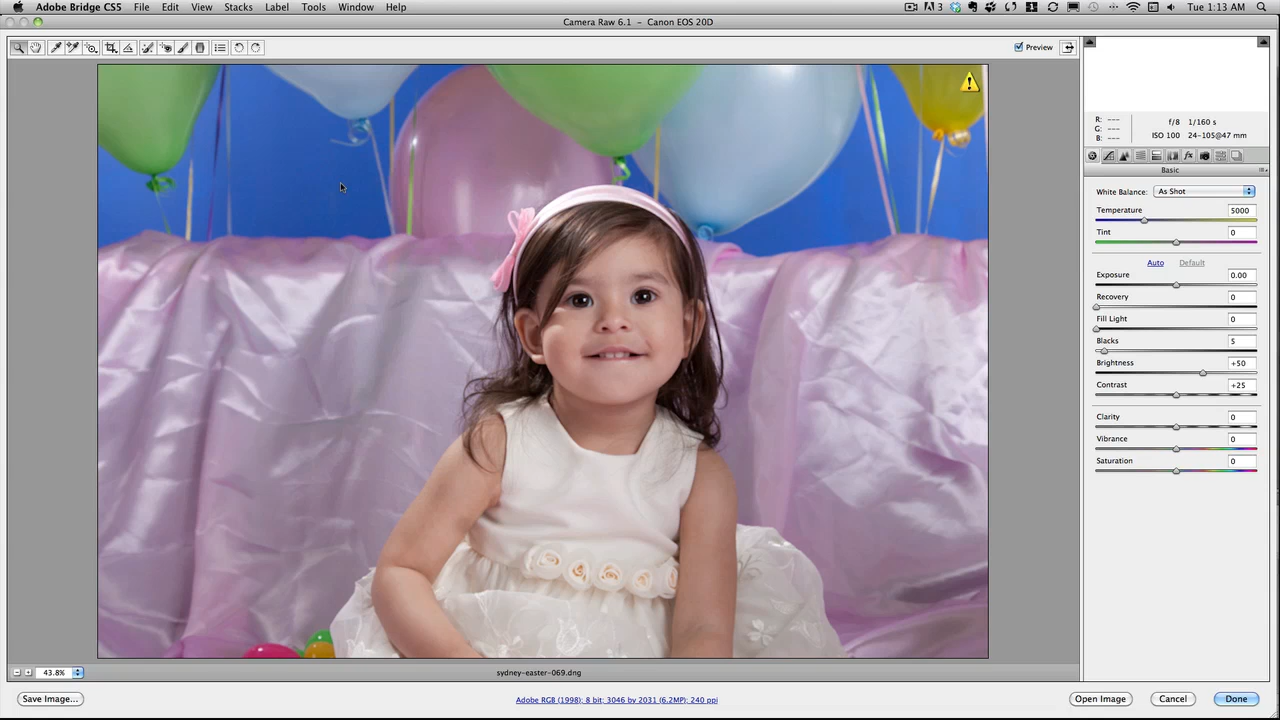 Adobe Bridge CS5 File Edit View Stacks Label Tools Window Help 3 Tue 1:13 AM
Camera Raw 6.1 – Canon EOS 20D
Preview
R: ---
G: ---
B: ---
f/8 1/160 s
ISO 100 24-105@47 mm
Basic
White Balance: As Shot
Temperature 5000
Tint 0
Auto Default
Exposure 0.00
Recovery 0
Fill Light 0
Blacks 5
Brightness +50
Contrast +25
Clarity 0
Vibrance 0
Saturation 0
43.8% sydney-easter-069.dng
Save Image... Adobe RGB (1998); 8 bit; 3046 by 2031 (6.2MP); 240 ppi Open Image Cancel Done